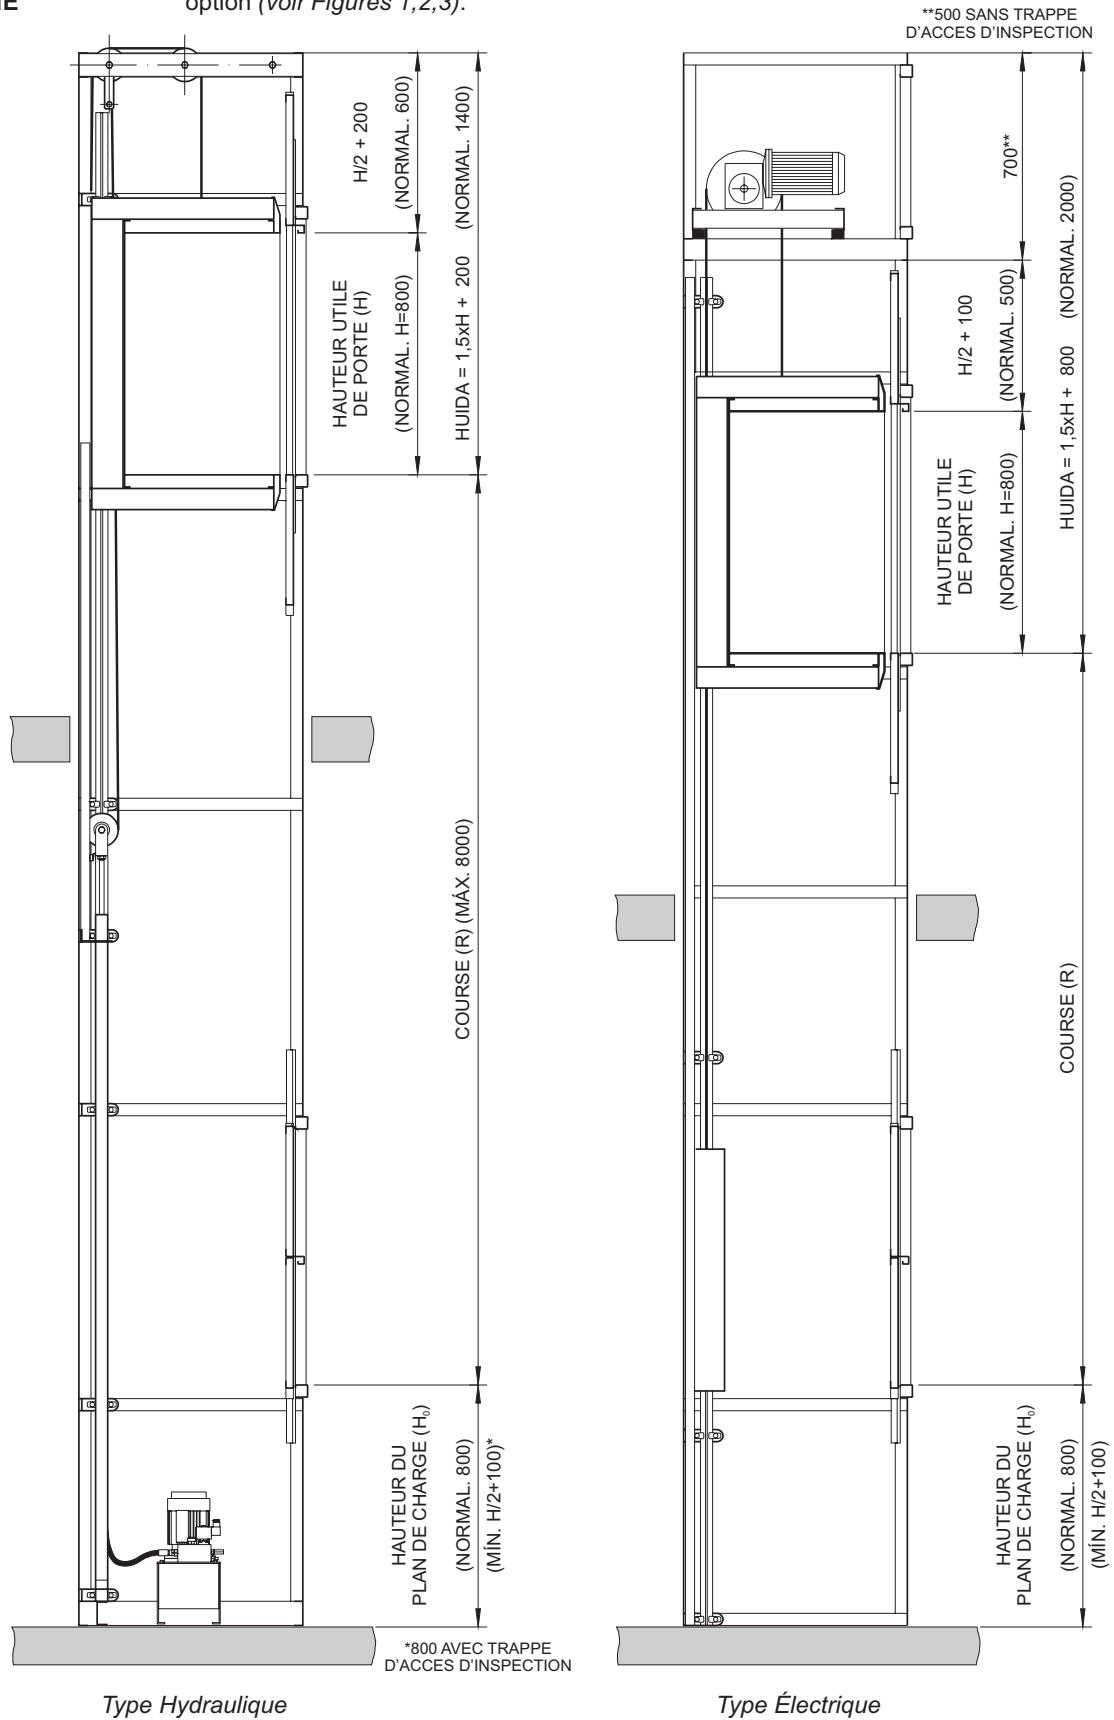 option (voir Figures 1,2,3).
**500 SANS TRAPPE
D'ACCES D'INSPECTION
H/2 + 200
(NORMAL. 600)
HAUTEUR UTILE
DE PORTE (H)
(NORMAL. H=800)
HUIDA = 1,5xH + 200 (NORMAL. 1400)
COURSE (R) (MÁX. 8000)
HAUTEUR DU
PLAN DE CHARGE (H₀)
(NORMAL. 800)
(MÍN. H/2+100)*
*800 AVEC TRAPPE
D'ACCES D'INSPECTION
Type Hydraulique
700**
H/2 + 100
(NORMAL. 500)
HAUTEUR UTILE
DE PORTE (H)
(NORMAL. H=800)
HUIDA = 1,5xH + 800 (NORMAL. 2000)
COURSE (R)
HAUTEUR DU
PLAN DE CHARGE (H₀)
(NORMAL. 800)
(MÍN. H/2+100)
Type Électrique